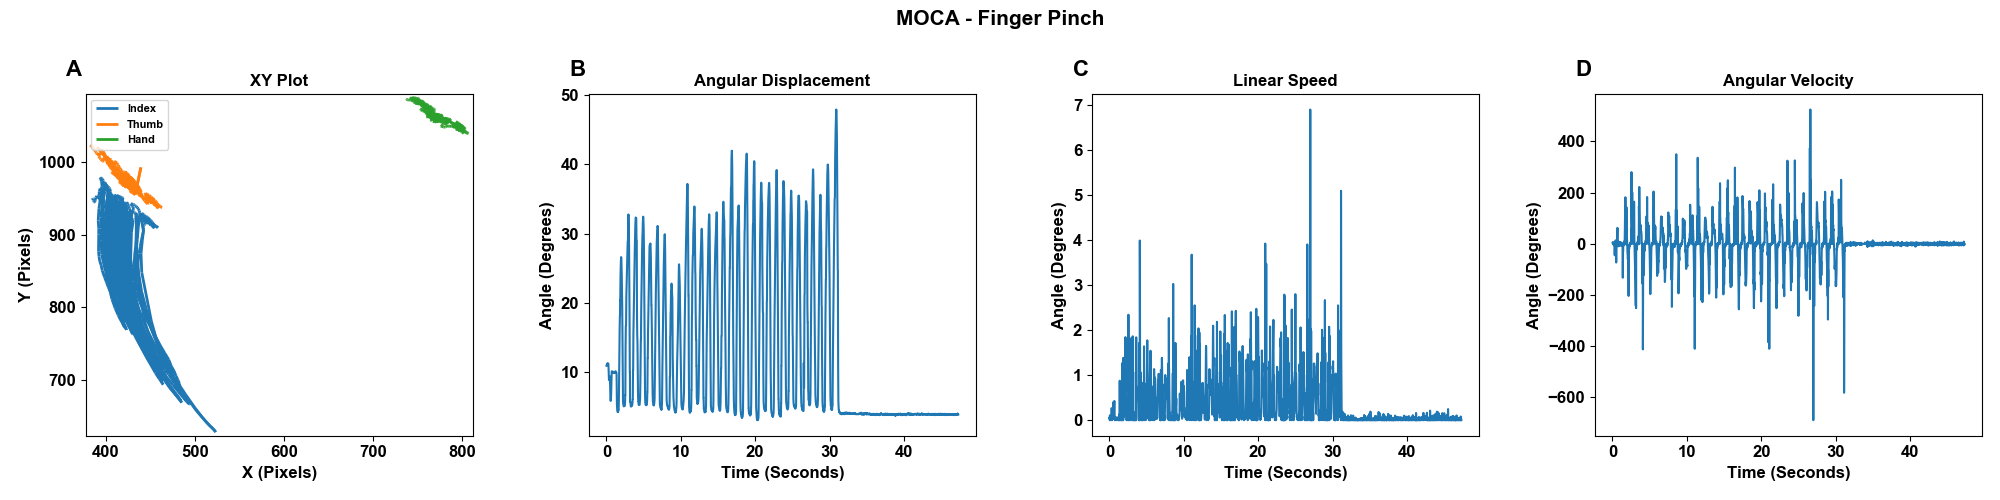 MOCA - Finger Pinch
A
XY Plot
Index
Thumb
Hand
1000
900
800
700
400 500 600 700 800
Y (Pixels)
X (Pixels)
B
Angular Displacement
50
40
30
20
10
0 10 20 30 40
Angle (Degrees)
Time (Seconds)
C
Linear Speed
7
6
5
4
3
2
1
0
0 10 20 30 40
Angle (Degrees)
Time (Seconds)
D
Angular Velocity
400
200
0
−200
−400
−600
0 10 20 30 40
Angle (Degrees)
Time (Seconds)